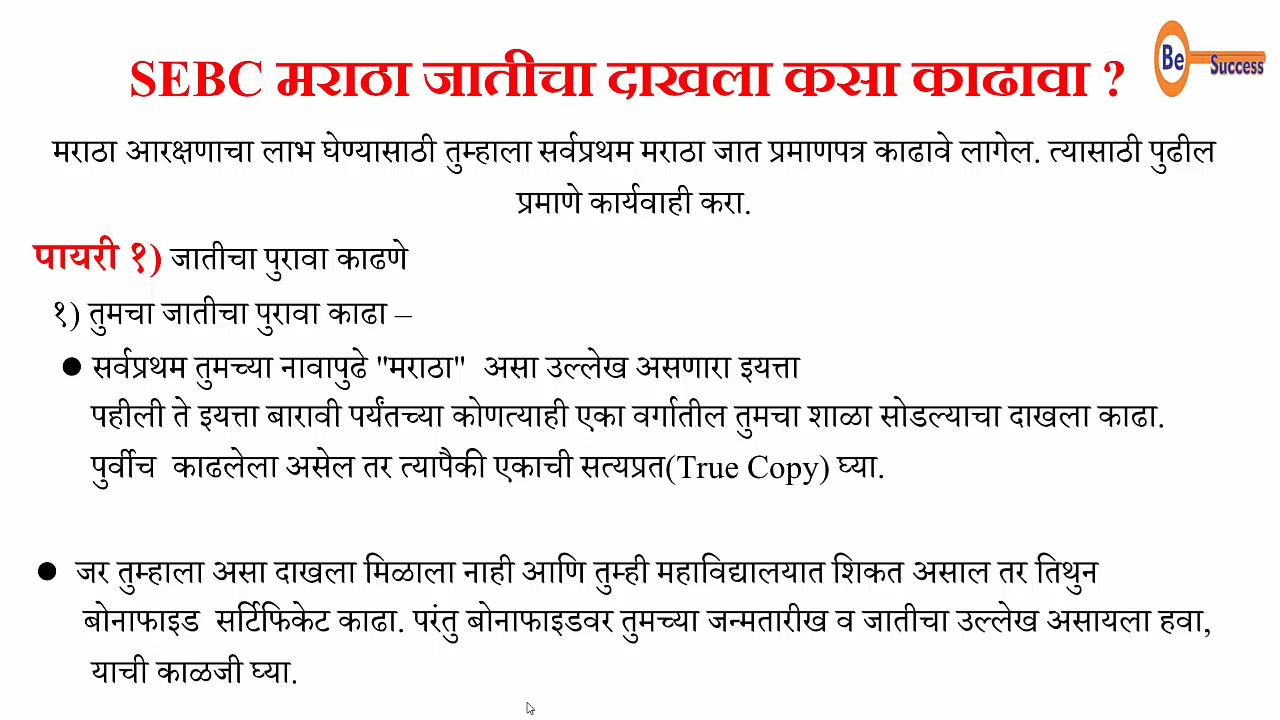 Be Success
SEBC मराठा जातीचा दाखला कसा काढावा ?
मराठा आरक्षणाचा लाभ घेण्यासाठी तुम्हाला सर्वप्रथम मराठा जात प्रमाणपत्र काढावे लागेल. त्यासाठी पुढील
प्रमाणे कार्यवाही करा.
पायरी १) जातीचा पुरावा काढणे
१) तुमचा जातीचा पुरावा काढा –
● सर्वप्रथम तुमच्या नावापुढे "मराठा" असा उल्लेख असणारा इयत्ता
पहीली ते इयत्ता बारावी पर्यंतच्या कोणत्याही एका वर्गातील तुमचा शाळा सोडल्याचा दाखला काढा.
पुर्वीच काढलेला असेल तर त्यापैकी एकाची सत्यप्रत(True Copy) घ्या.
● जर तुम्हाला असा दाखला मिळाला नाही आणि तुम्ही महाविद्यालयात शिकत असाल तर तिथुन
बोनाफाइड सर्टिफिकेट काढा. परंतु बोनाफाइडवर तुमच्या जन्मतारीख व जातीचा उल्लेख असायला हवा,
याची काळजी घ्या.